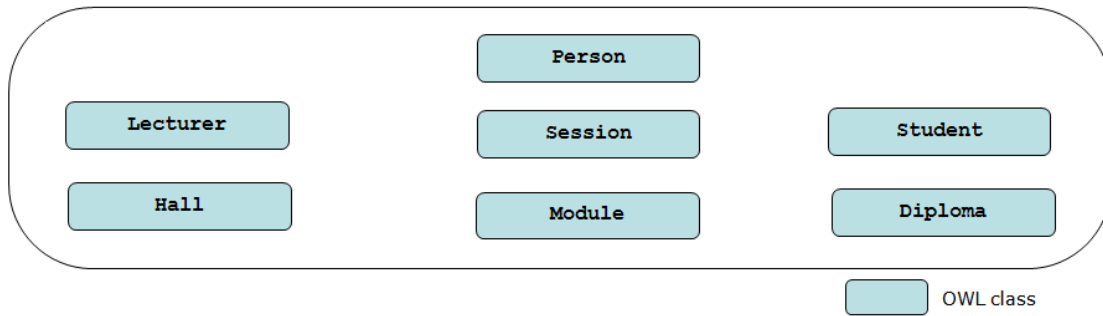 Person
Lecturer
Session
Student
Hall
Module
Diploma
OWL class